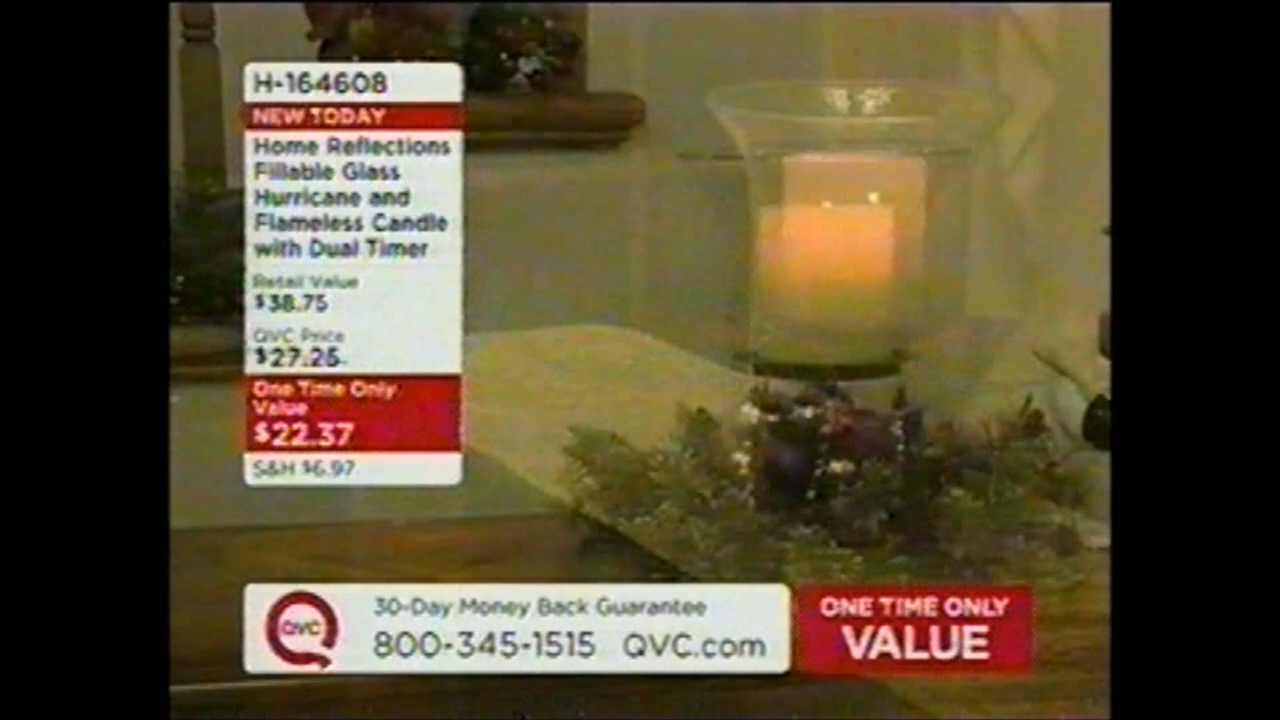 H-164608
NEW TODAY
Home Reflections
Fillable Glass
Hurricane and
Flameless Candle
with Dual Timer
Retail Value
$38.75
QVC Price
$27.25
One Time Only
Value
$22.37
S&H $6.97
QVC
30-Day Money Back Guarantee
800-345-1515 QVC.com
ONE TIME ONLY
VALUE